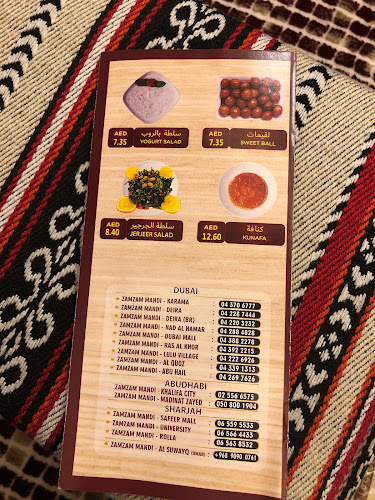 AED 7.35 سلطة بالروب YOGURT SALAD
AED 7.35 لقيمات SWEET BALL
AED 8.40 سلطة الجرجير JERJEER SALAD
AED 12.60 كنافة KUNAFA
DUBAI
ZAMZAM MANDI - KARAMA : 04 370 6777
ZAMZAM MANDI - DEIRA : 04 228 7444
ZAMZAM MANDI - DEIRA (BR) : 04 220 3232
ZAMZAM MANDI - NAD AL HAMAR : 04 288 4828
ZAMZAM MANDI - DUBAI MALL : 04 388 2278
ZAMZAM MANDI - RAS AL KHOR : 04 392 2215
ZAMZAM MANDI - LULU VILLAGE : 04 222 6926
ZAMZAM MANDI - AL QUOZ : 04 339 1313
ZAMZAM MANDI - ABU HAIL : 04 269 7626
ABUDHABI
ZAMZAM MANDI - KHALIFA CITY : 02 556 6575
ZAMZAM MANDI - MADINAT ZAYED : 050 800 1904
SHARJAH
ZAMZAM MANDI - SAFEER MALL : 06 559 5533
ZAMZAM MANDI - UNIVERSITY : 06 566 4433
ZAMZAM MANDI - ROLLA : 06 563 8532
ZAMZAM MANDI - AL SUWAYQ (OMAN) : +968 9090 0761